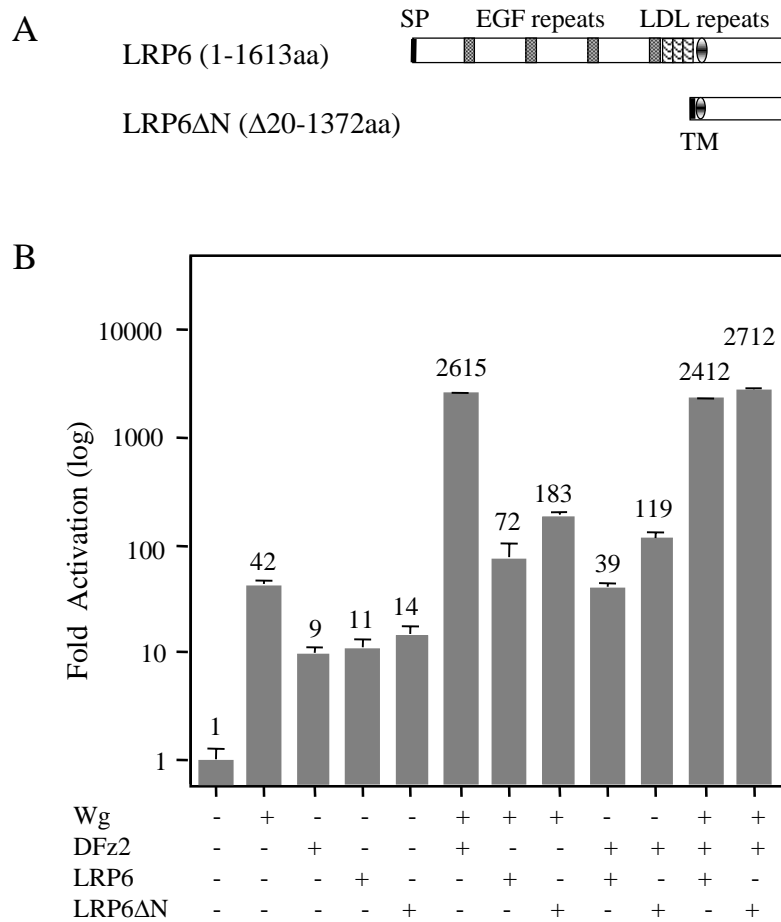 A
SP EGF repeats LDL repeats
LRP6 (1-1613aa)
LRP6ΔN (Δ20-1372aa)
TM
B
Fold Activation (log)
10000
1000
100
10
1
1
42
9
11
14
2615
72
183
39
119
2412
2712
Wg - + - - - + + + - - + +
DFz2 - - + - - + - - + + + +
LRP6 - - - + - - + - + - + -
LRP6ΔN - - - - + - - + - + - +